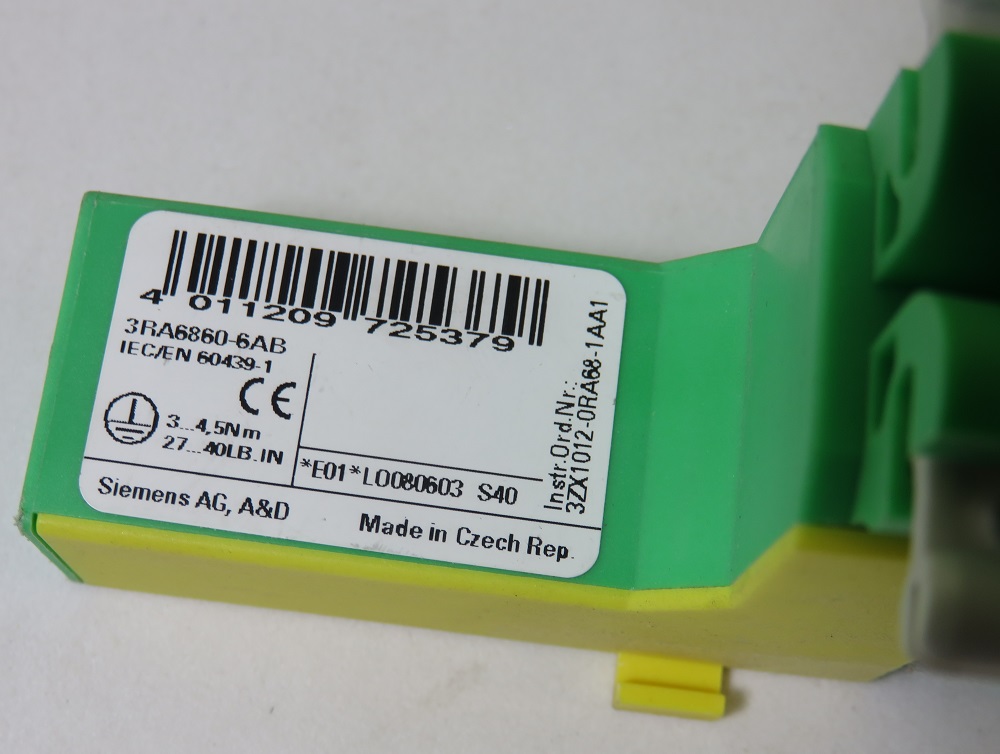 4 011209 725379
3RA6860-6AB
IEC/EN 60439-1
CE
3...4,5Nm
27...40LB.IN
*E01*L0080603 S40
Instr.Ord.Nr.:
3ZX1012-0RA68-1AA1
Siemens AG, A&D
Made in Czech Rep.